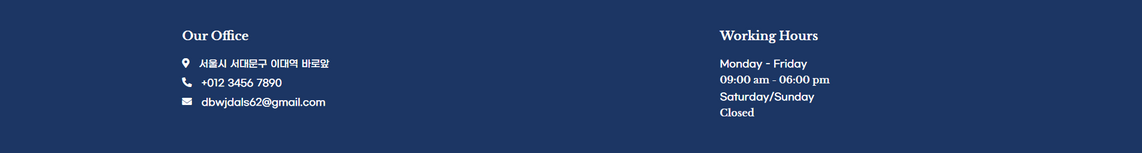 Our Office
서울시 서대문구 이대역 바로앞
+012 3456 7890
dbwjdals62@gmail.com
Working Hours
Monday - Friday
09:00 am - 06:00 pm
Saturday/Sunday
Closed